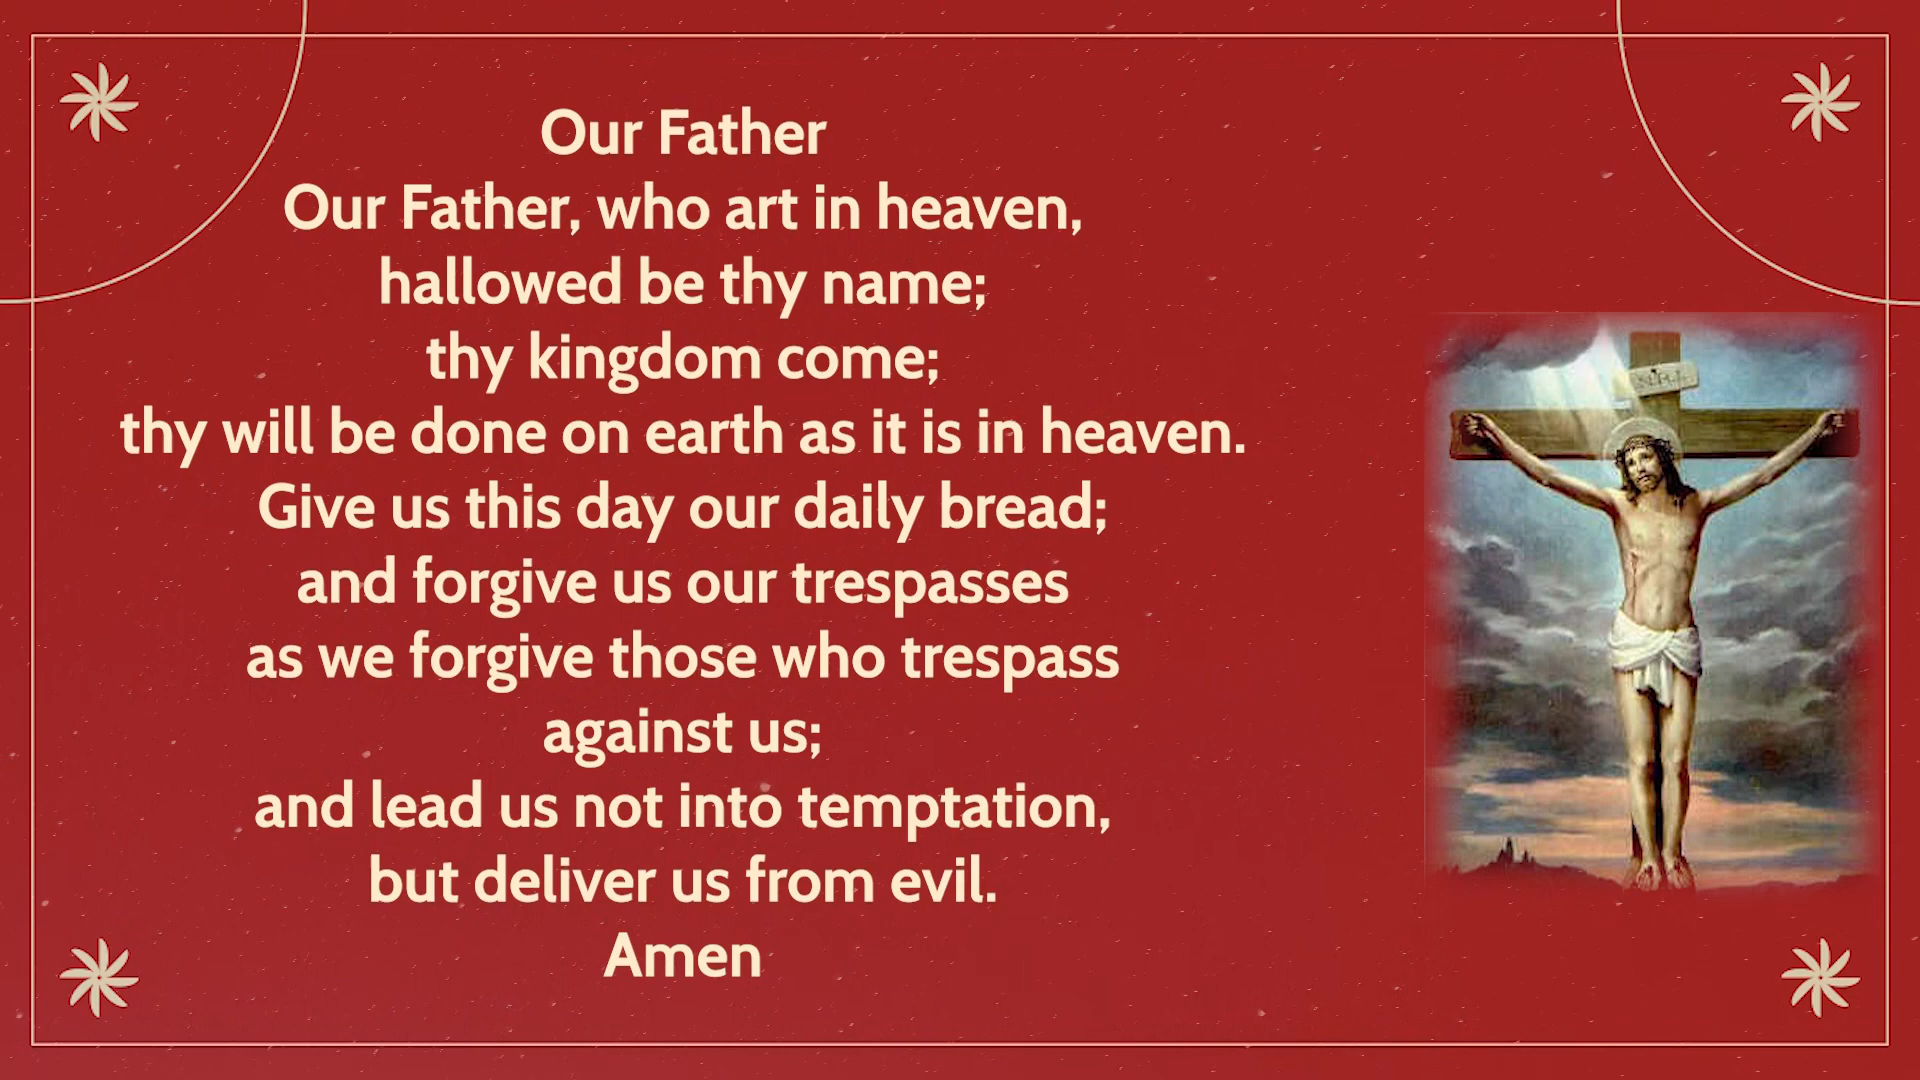 Our Father
Our Father, who art in heaven,
hallowed be thy name;
thy kingdom come;
thy will be done on earth as it is in heaven.
Give us this day our daily bread;
and forgive us our trespasses
as we forgive those who trespass
against us;
and lead us not into temptation,
but deliver us from evil.
Amen